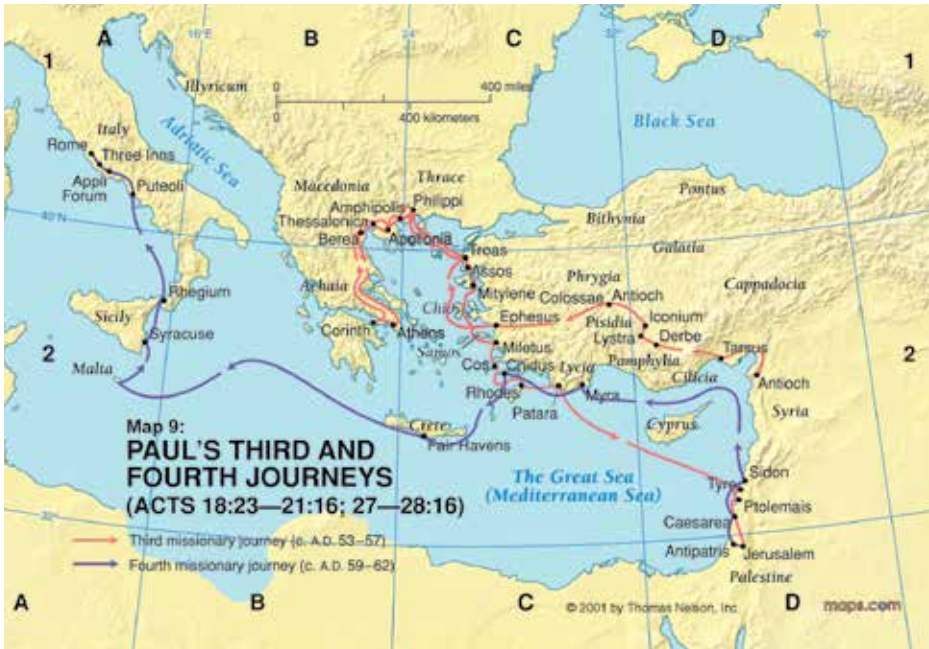 A
B
C
D
1
1
16°E
24
32
40°
Illyricum
0
400 miles
400 kilometers
Black Sea
Adriatic Sea
Italy
Rome
Three Inns
Appii
Forum
Puteoli
40 N
Macedonia
Thrace
Amphipolis
Philippi
Thessalonica
Berea
Apollonia
Pontus
Bithynia
Galatia
Troas
Assos
Phrygia
Cappadocia
Mitylene
Colossae
Antioch
Achaia
Chios
Ephesus
Pisidia
Iconium
Lystra
Derbe
Rhegium
Sicily
Syracuse
Corinth
Athens
Samos
Miletus
Pamphylia
Tarsus
2
2
Malta
Cos
Cnidus
Lycia
Cilicia
Antioch
Rhodes
Patara
Myra
Syria
Cyprus
Crete
Fair Havens
Map 9:
PAUL'S THIRD AND
FOURTH JOURNEYS
(ACTS 18:23—21:16; 27—28:16)
The Great Sea
(Mediterranean Sea)
Sidon
Tyre
Ptolemais
Caesarea
Antipatris
Jerusalem
Palestine
Third missionary journey (c. A.D. 53–57)
Fourth missionary journey (c. A.D. 59–62)
A
B
C
D
© 2001 by Thomas Nelson, Inc.
maps.com